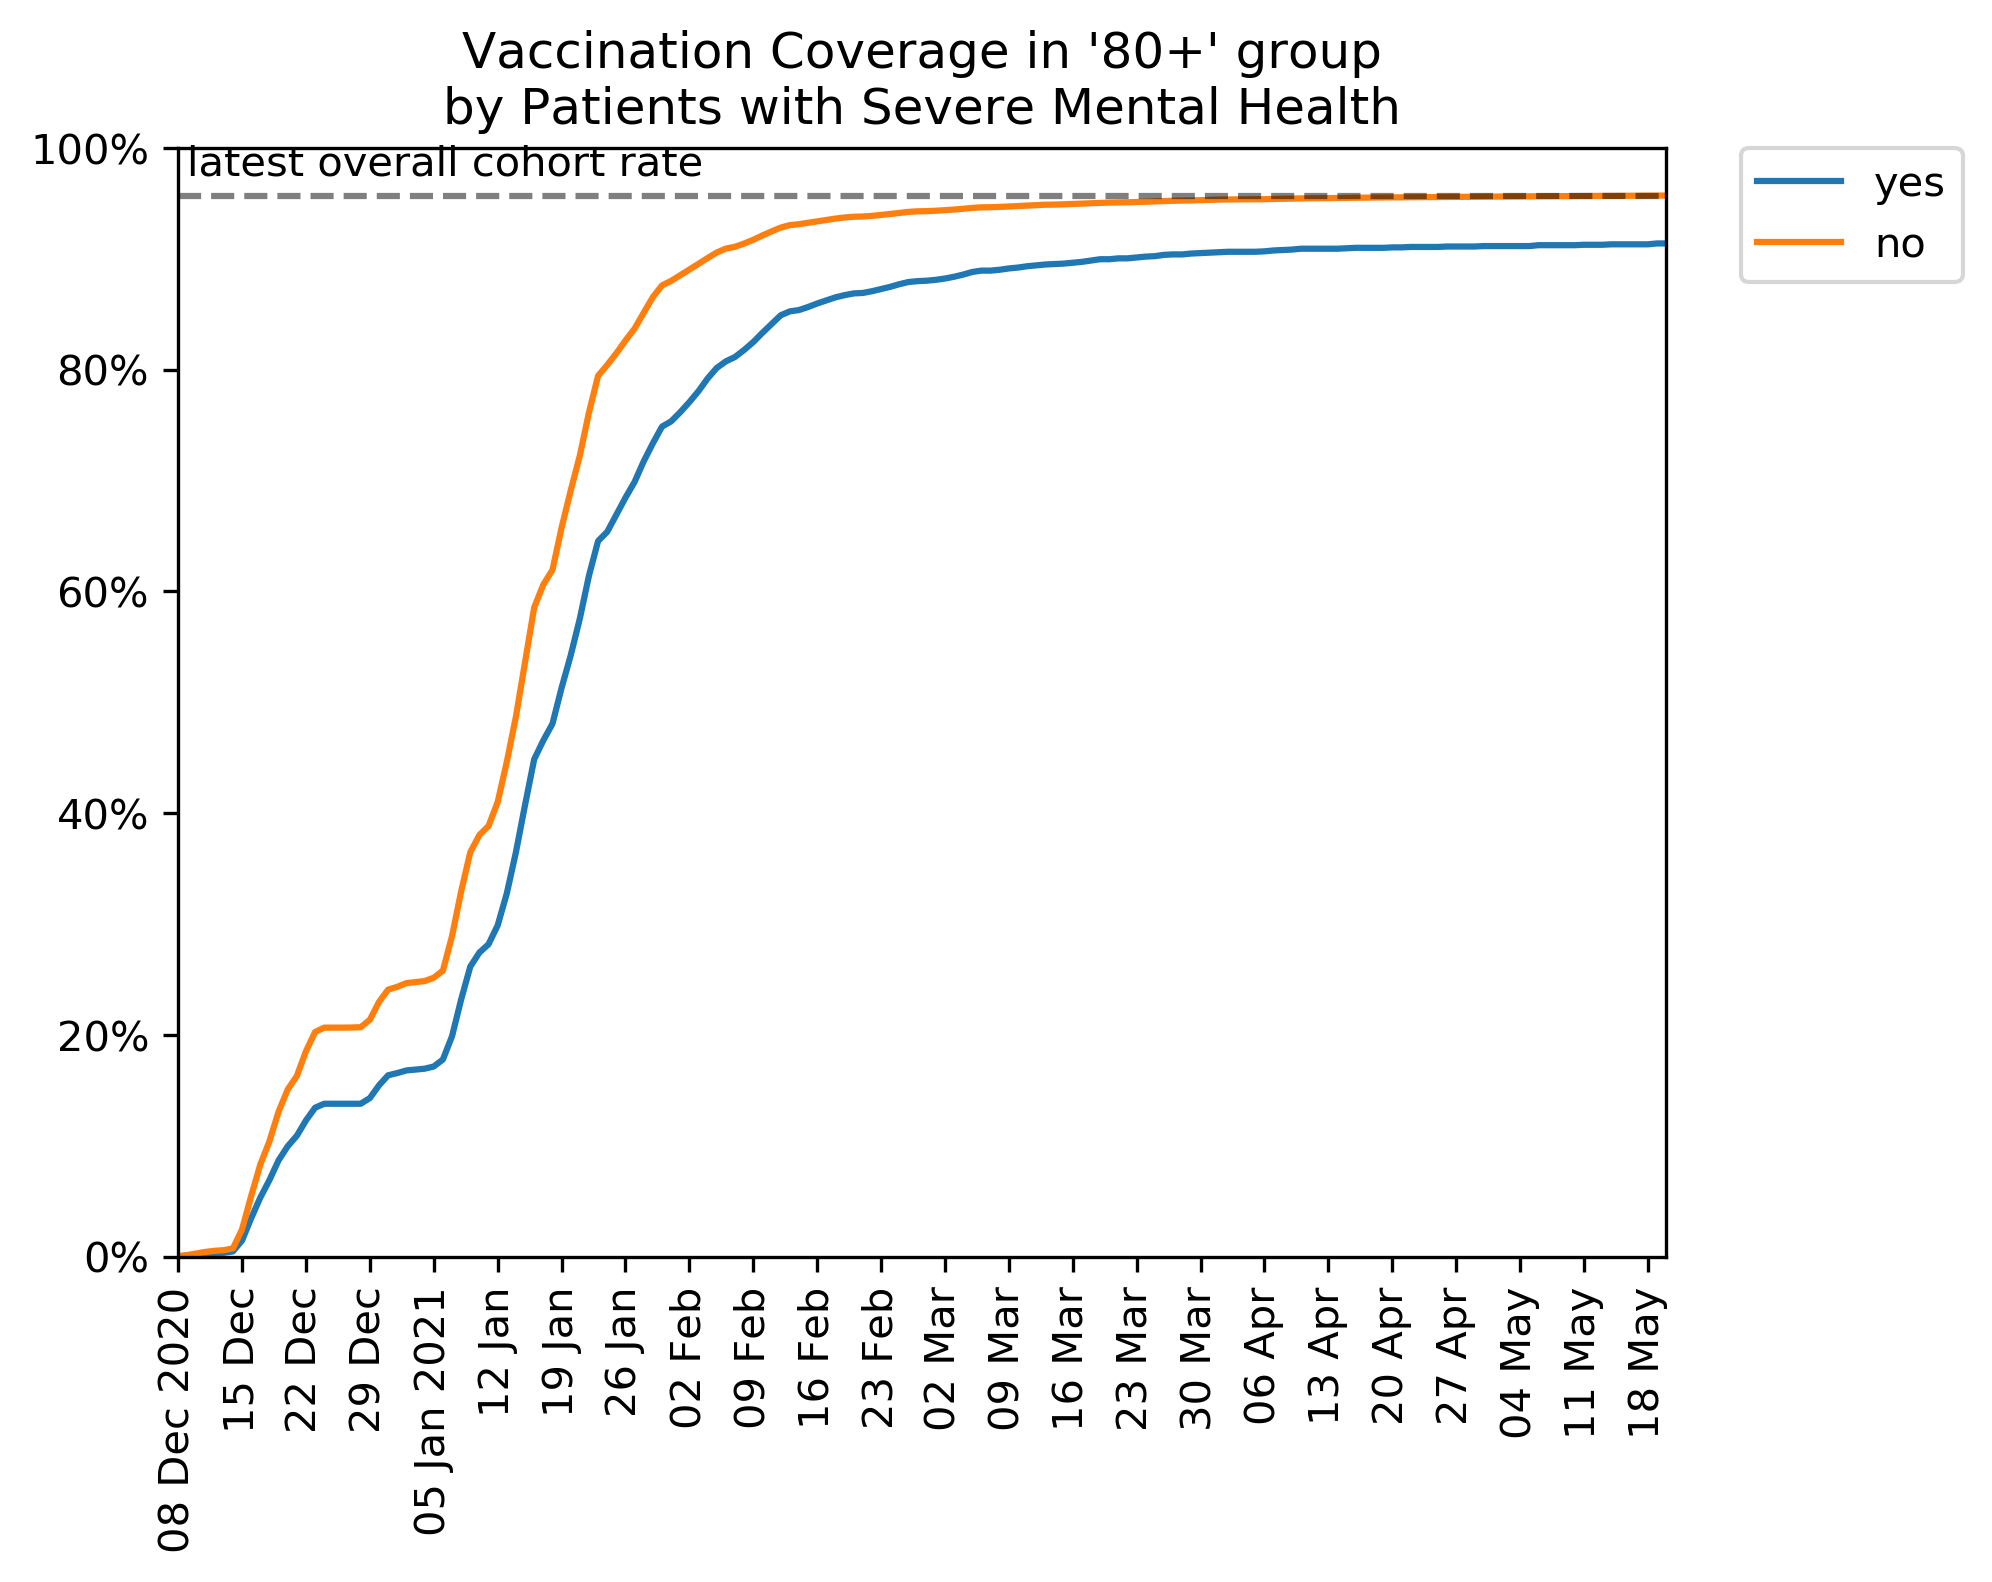 Vaccination Coverage in '80+' group
by Patients with Severe Mental Health
100%
latest overall cohort rate
yes
no
80%
60%
40%
20%
0%
08 Dec 2020
15 Dec
22 Dec
29 Dec
05 Jan 2021
12 Jan
19 Jan
26 Jan
02 Feb
09 Feb
16 Feb
23 Feb
02 Mar
09 Mar
16 Mar
23 Mar
30 Mar
06 Apr
13 Apr
20 Apr
27 Apr
04 May
11 May
18 May